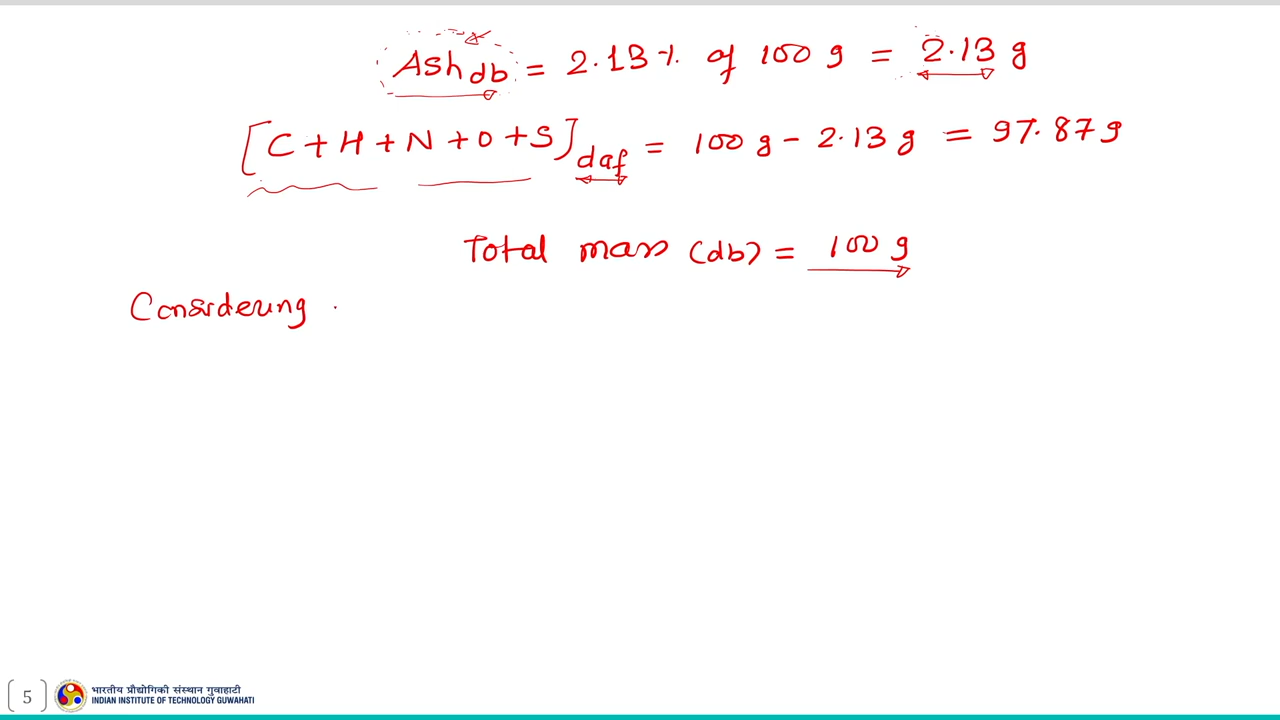 Ash db = 2.13 % of 100 g = 2.13 g
[C + H + N + O + S] daf = 100 g - 2.13 g = 97.87 g
Total mass (db) = 100 g
Considering
5
भारतीय प्रौद्योगिकी संस्थान गुवाहाटी
INDIAN INSTITUTE OF TECHNOLOGY GUWAHATI